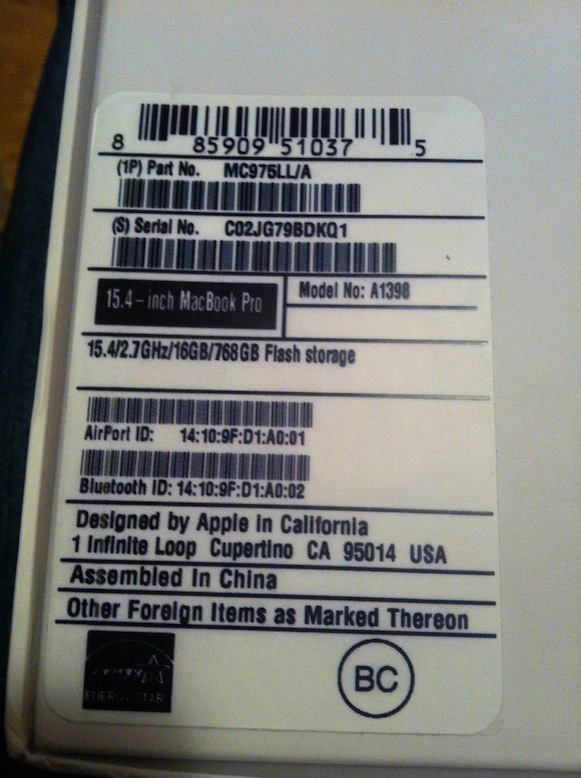 8 85909 51037 5
(1P) Part No. MC975LL/A
(S) Serial No. C02JG79BDKQ1
15.4-inch MacBook Pro
Model No: A1398
15.4/2.7GHz/16GB/768GB Flash storage
AirPort ID: 14:10:9F:D1:A0:01
Bluetooth ID: 14:10:9F:D1:A0:02
Designed by Apple in California
1 Infinite Loop Cupertino CA 95014 USA
Assembled in China
Other Foreign Items as Marked Thereon
ENERGY STAR
BC